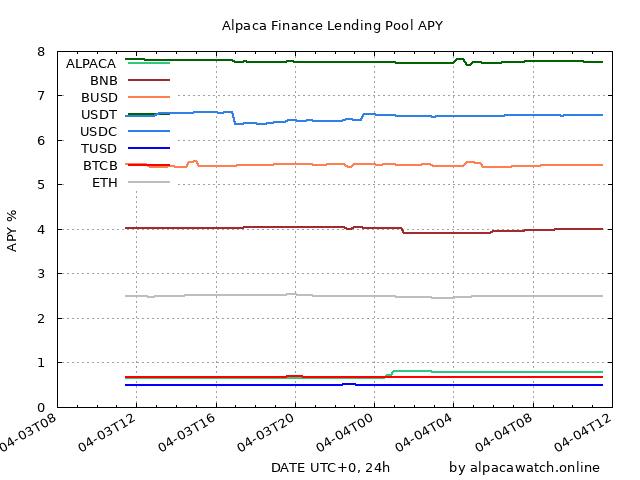 Alpaca Finance Lending Pool APY
APY %
8
7
6
5
4
3
2
1
0
ALPACA
BNB
BUSD
USDT
USDC
TUSD
BTCB
ETH
04-03T08
04-03T12
04-03T16
04-03T20
04-04T00
04-04T04
04-04T08
04-04T12
DATE UTC+0, 24h
by alpacawatch.online